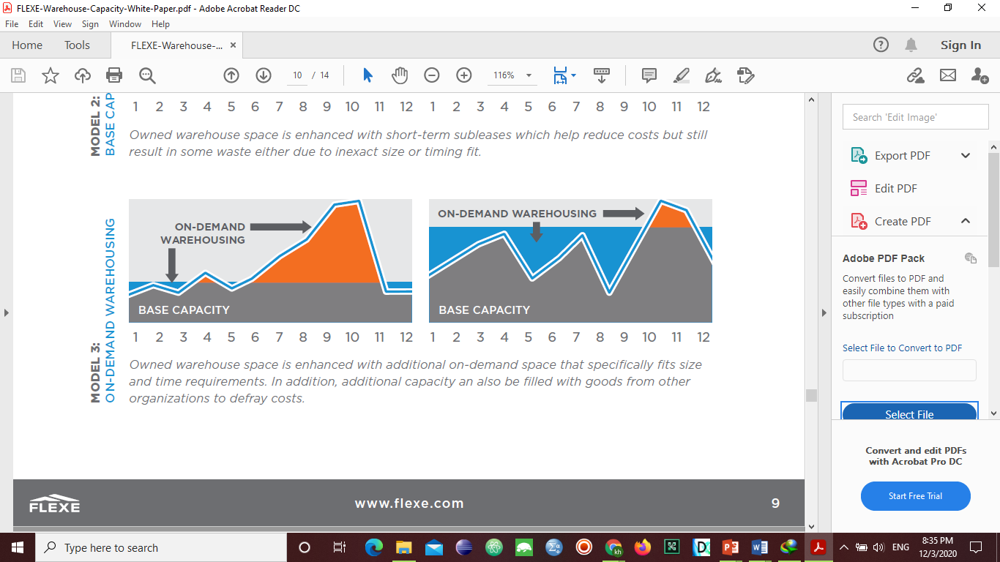 FLEXE-Warehouse-Capacity-White-Paper.pdf - Adobe Acrobat Reader DC
File Edit View Sign Window Help
Home Tools FLEXE-Warehouse-... × Sign In
10 / 14 116%
MODEL 2:
BASE CAP
1 2 3 4 5 6 7 8 9 10 11 12 1 2 3 4 5 6 7 8 9 10 11 12
Owned warehouse space is enhanced with short-term subleases which help reduce costs but still
result in some waste either due to inexact size or timing fit.
MODEL 3:
ON-DEMAND WAREHOUSING
ON-DEMAND
WAREHOUSING
BASE CAPACITY
ON-DEMAND WAREHOUSING
BASE CAPACITY
1 2 3 4 5 6 7 8 9 10 11 12 1 2 3 4 5 6 7 8 9 10 11 12
Owned warehouse space is enhanced with additional on-demand space that specifically fits size
and time requirements. In addition, additional capacity an also be filled with goods from other
organizations to defray costs.
FLEXE www.flexe.com 9
Search 'Edit Image'
Export PDF
Edit PDF
Create PDF
Adobe PDF Pack
Convert files to PDF and
easily combine them with
other file types with a paid
subscription
Select File to Convert to PDF
Select File
Convert and edit PDFs
with Acrobat Pro DC
Start Free Trial
Type here to search
ENG
8:35 PM
12/3/2020